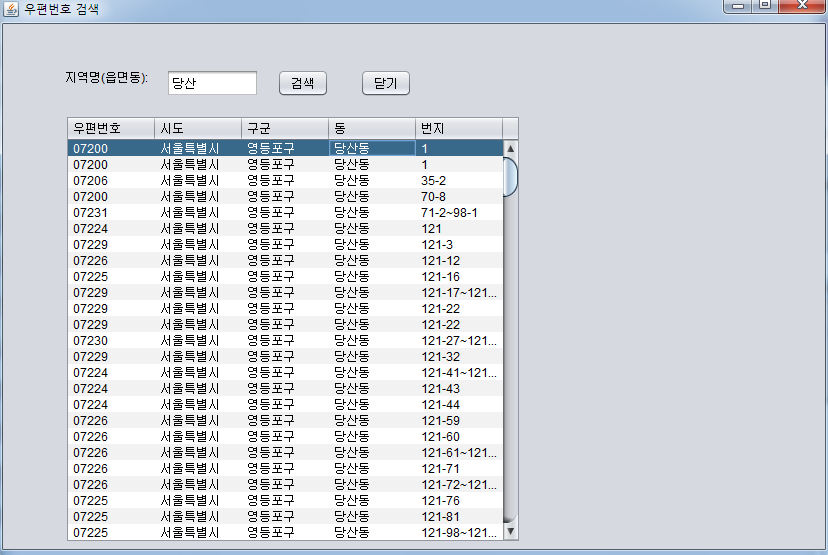 우편번호 검색
지역명(읍면동): 당산 검색 닫기
우편번호 시도 구군 동 번지
07200 서울특별시 영등포구 당산동 1
07200 서울특별시 영등포구 당산동 1
07206 서울특별시 영등포구 당산동 35-2
07200 서울특별시 영등포구 당산동 70-8
07231 서울특별시 영등포구 당산동 71-2~98-1
07224 서울특별시 영등포구 당산동 121
07229 서울특별시 영등포구 당산동 121-3
07226 서울특별시 영등포구 당산동 121-12
07225 서울특별시 영등포구 당산동 121-16
07229 서울특별시 영등포구 당산동 121-17~121...
07229 서울특별시 영등포구 당산동 121-22
07229 서울특별시 영등포구 당산동 121-22
07230 서울특별시 영등포구 당산동 121-27~121...
07229 서울특별시 영등포구 당산동 121-32
07224 서울특별시 영등포구 당산동 121-41~121...
07224 서울특별시 영등포구 당산동 121-43
07224 서울특별시 영등포구 당산동 121-44
07226 서울특별시 영등포구 당산동 121-59
07226 서울특별시 영등포구 당산동 121-60
07226 서울특별시 영등포구 당산동 121-61~121...
07226 서울특별시 영등포구 당산동 121-71
07226 서울특별시 영등포구 당산동 121-72~121...
07225 서울특별시 영등포구 당산동 121-76
07225 서울특별시 영등포구 당산동 121-81
07225 서울특별시 영등포구 당산동 121-98~121...